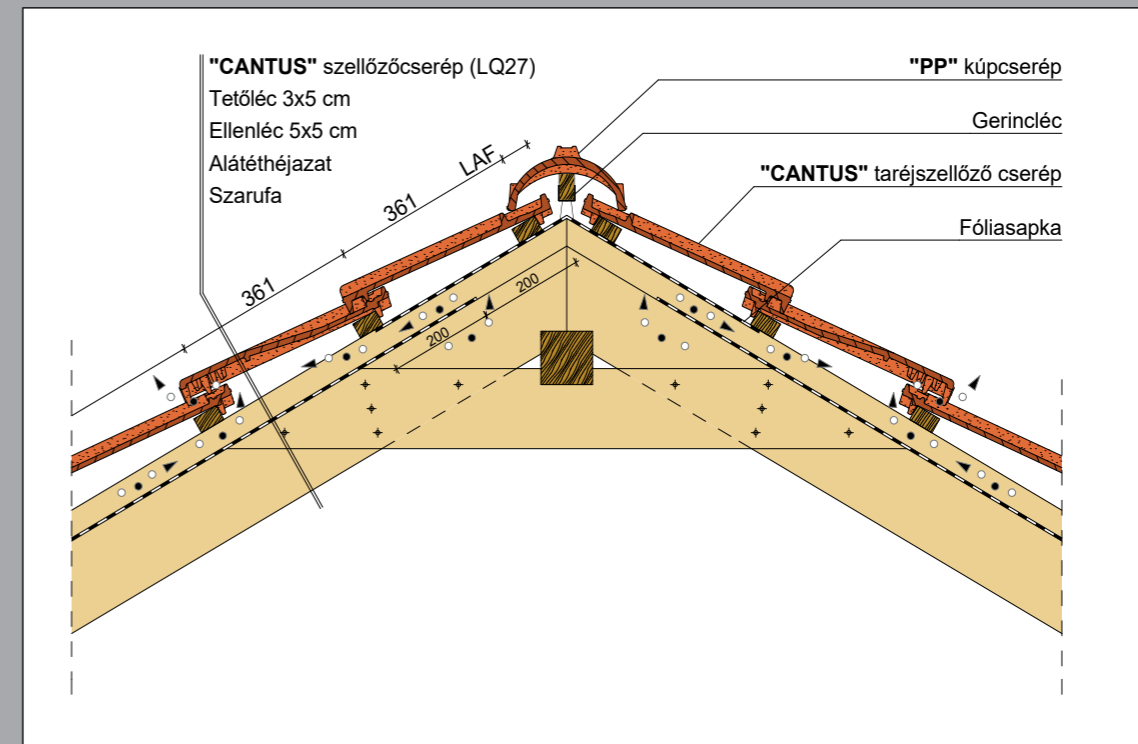 "CANTUS" szellőzőcserép (LQ27)
Tetőléc 3x5 cm
Ellenléc 5x5 cm
Alátéthéjazat
Szarufa
"PP" kúpcserép
Gerincléc
"CANTUS" taréjszellőző cserép
Fóliasapka
LAF
361
361
200
200